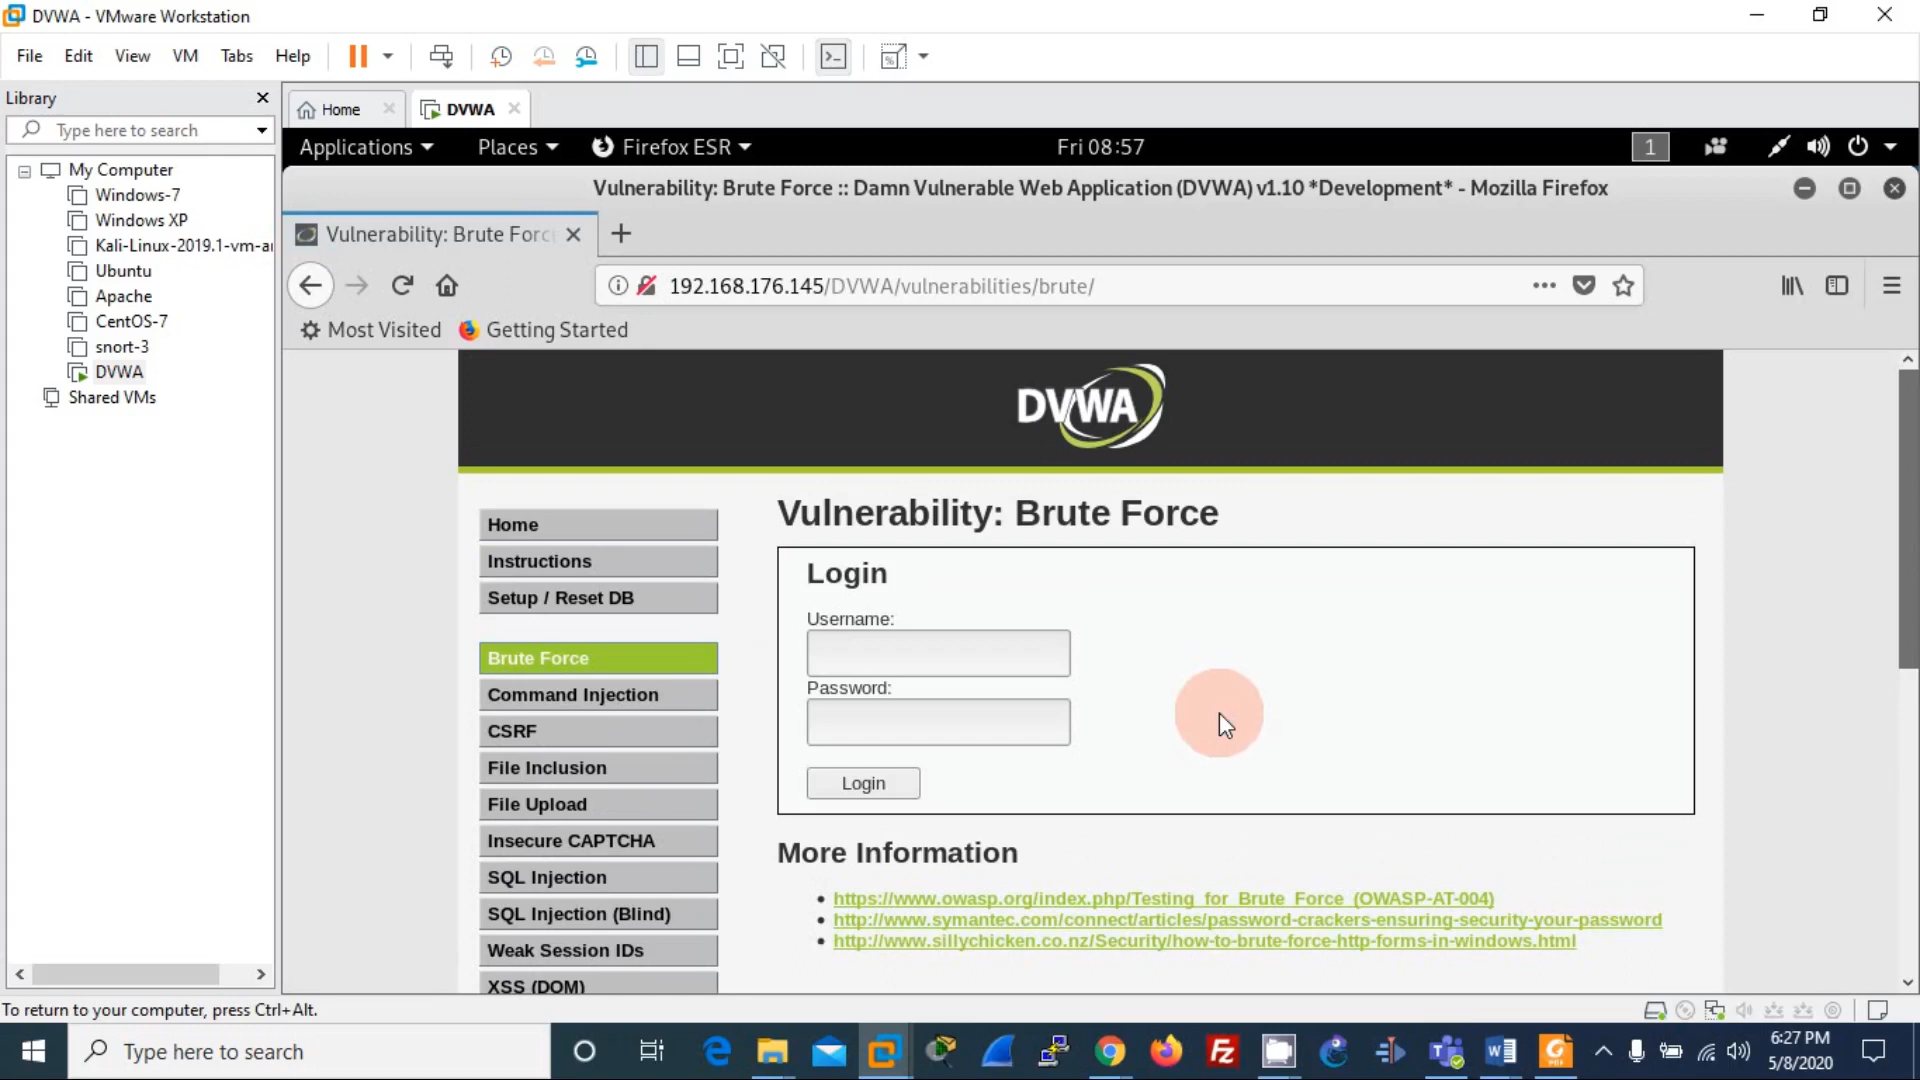 DVWA - VMware Workstation
File Edit View VM Tabs Help
Library
Type here to search
My Computer
Windows-7
Windows XP
Kali-Linux-2019.1-vm-a
Ubuntu
Apache
CentOS-7
snort-3
DVWA
Shared VMs
Home DVWA
Applications Places Firefox ESR Fri 08:57 1
Vulnerability: Brute Force :: Damn Vulnerable Web Application (DVWA) v1.10 *Development* - Mozilla Firefox
Vulnerability: Brute Forc
192.168.176.145/DVWA/vulnerabilities/brute/
Most Visited Getting Started
DVWA
Home
Instructions
Setup / Reset DB
Brute Force
Command Injection
CSRF
File Inclusion
File Upload
Insecure CAPTCHA
SQL Injection
SQL Injection (Blind)
Weak Session IDs
XSS (DOM)
Vulnerability: Brute Force
Login
Username:
Password:
Login
More Information
https://www.owasp.org/index.php/Testing_for_Brute_Force_(OWASP-AT-004)
http://www.symantec.com/connect/articles/password-crackers-ensuring-security-your-password
http://www.sillychicken.co.nz/Security/how-to-brute-force-http-forms-in-windows.html
To return to your computer, press Ctrl+Alt.
Type here to search
6:27 PM
5/8/2020